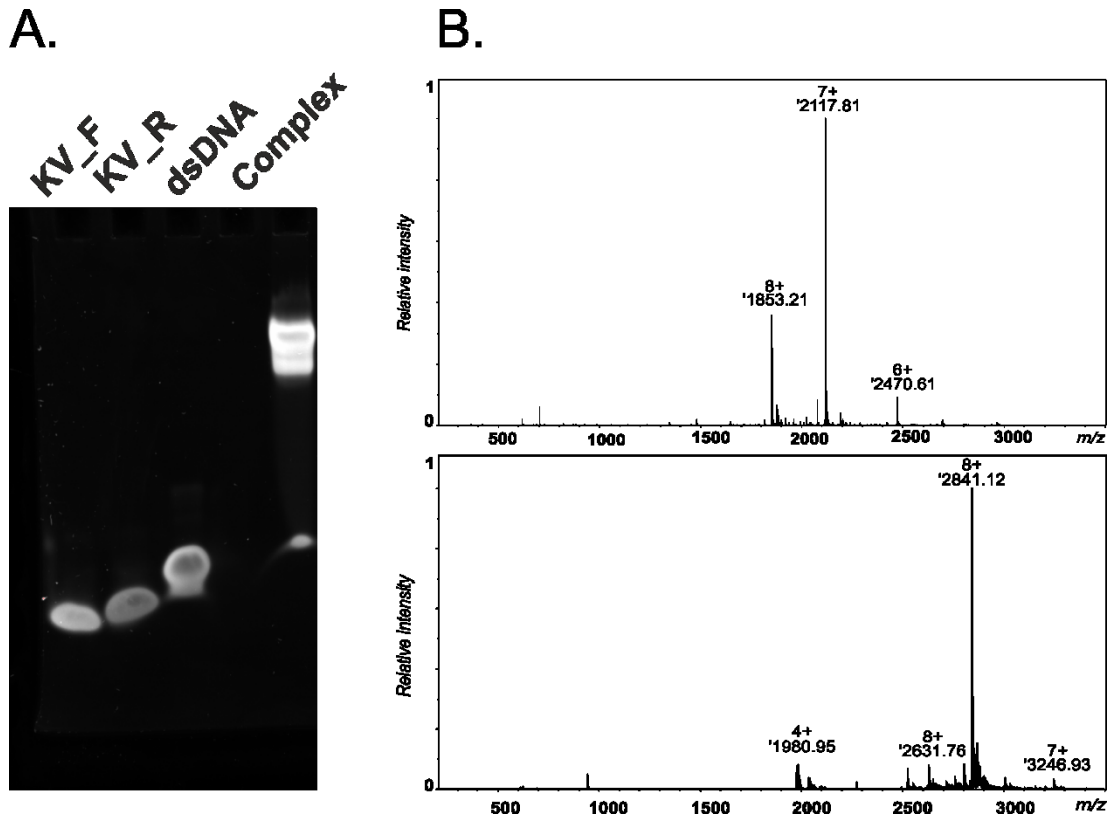 A.
B.
KV_F
KV_R
dsDNA
Complex
1
Relative intensity
0
7+
'2117.81
8+
'1853.21
6+
'2470.61
500 1000 1500 2000 2500 3000 m/z
1
Relative intensity
0
8+
'2841.12
4+
'1980.95
8+
'2631.76
7+
'3246.93
500 1000 1500 2000 2500 3000 m/z